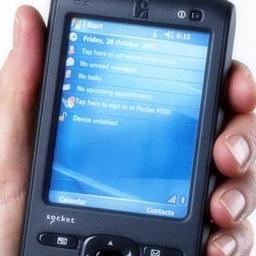 Start 6:15
Friday, 28 October 2005
Tap here to set owner information
No unread messages
No tasks
No upcoming appointments
Tap here to sign in to Pocket MSN!
Device unlocked
Calendar Contacts
socket